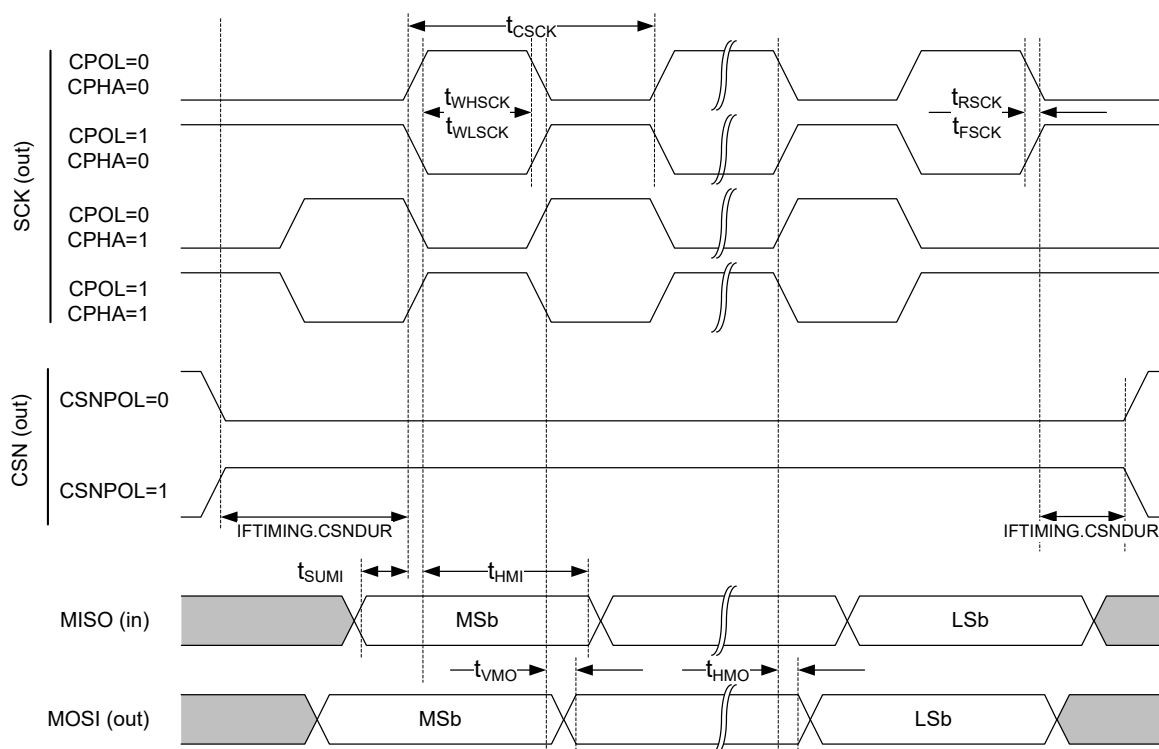 tCSCK
CPOL=0
CPHA=0
tWHSCK
tWLSCK
tRSCK
tFSCK
CPOL=1
CPHA=0
SCK (out)
CPOL=0
CPHA=1
CPOL=1
CPHA=1
CSN (out)
CSNPOL=0
CSNPOL=1
IFTIMING.CSNDUR
IFTIMING.CSNDUR
tSUMI
tHMI
MISO (in)
MSb
LSb
tVMO
tHMO
MOSI (out)
MSb
LSb